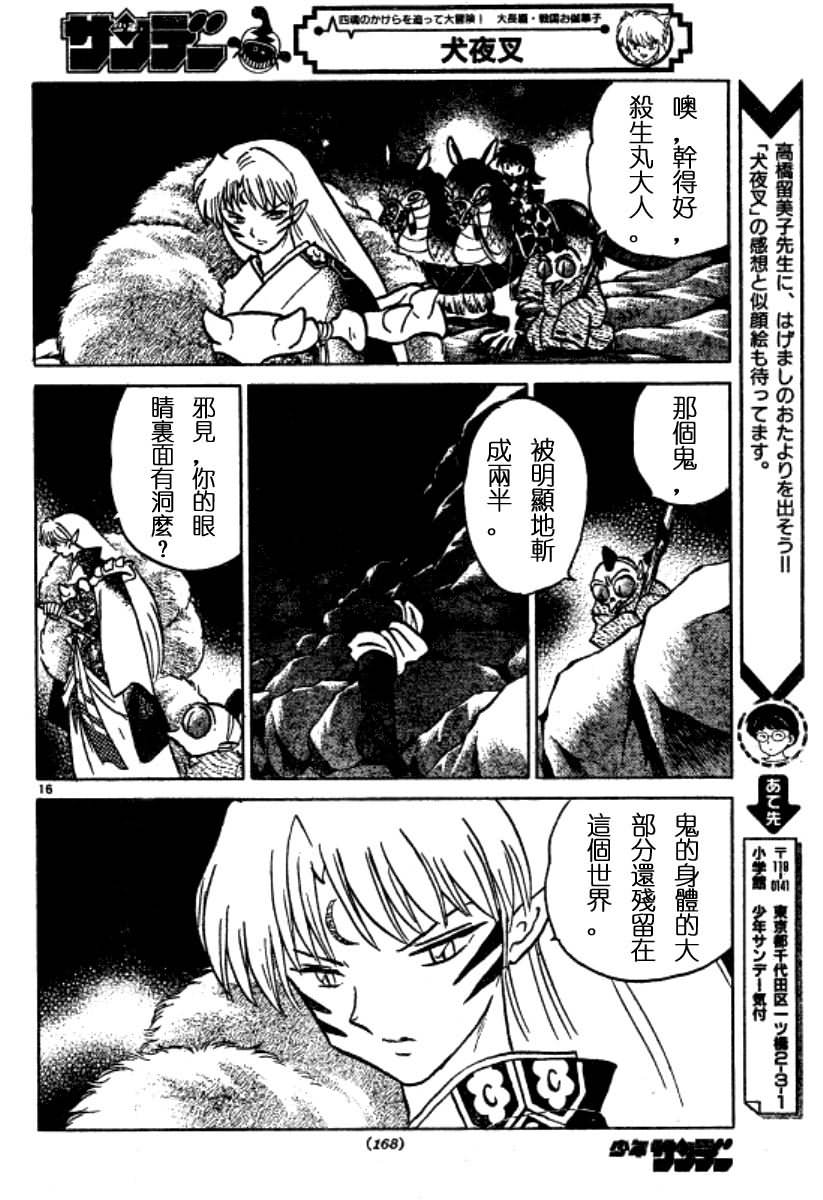 サンデー
四魂のかけらを追って大冒険！　大長編・戦国お伽草子
犬夜叉
噢,幹得好,
殺生丸大人。
那個鬼,
被明顯地斬
成兩半。
邪見,你的眼
睛裏面有洞麼?
16
鬼的身體的大
部分還殘留在
這個世界。
高橋留美子先生に、はげましのおたよりを出そう!!
「犬夜叉」の感想と似顔絵も待ってます。
あて先
〒119-0141　東京都千代田区一ツ橋2-3-1
小学館　少年サンデー気付
(168)
少年サンデー